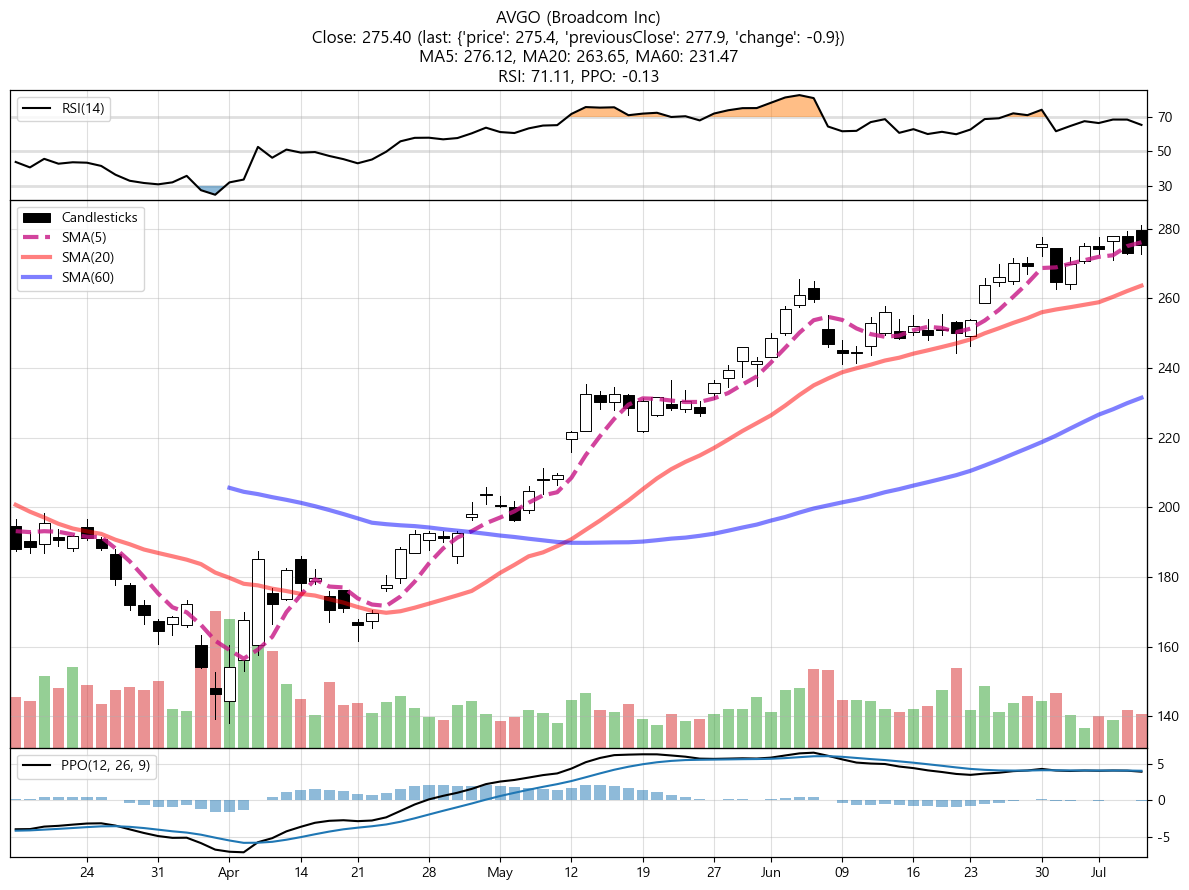 AVGO (Broadcom Inc)
Close: 275.40 (last: {'price': 275.4, 'previousClose': 277.9, 'change': -0.9})
MA5: 276.12, MA20: 263.65, MA60: 231.47
RSI: 71.11, PPO: -0.13
RSI(14)
70
50
30
Candlesticks
SMA(5)
SMA(20)
SMA(60)
280
260
240
220
200
180
160
140
PPO(12, 26, 9)
5
0
-5
24 31 Apr 14 21 28 May 12 19 27 Jun 09 16 23 30 Jul